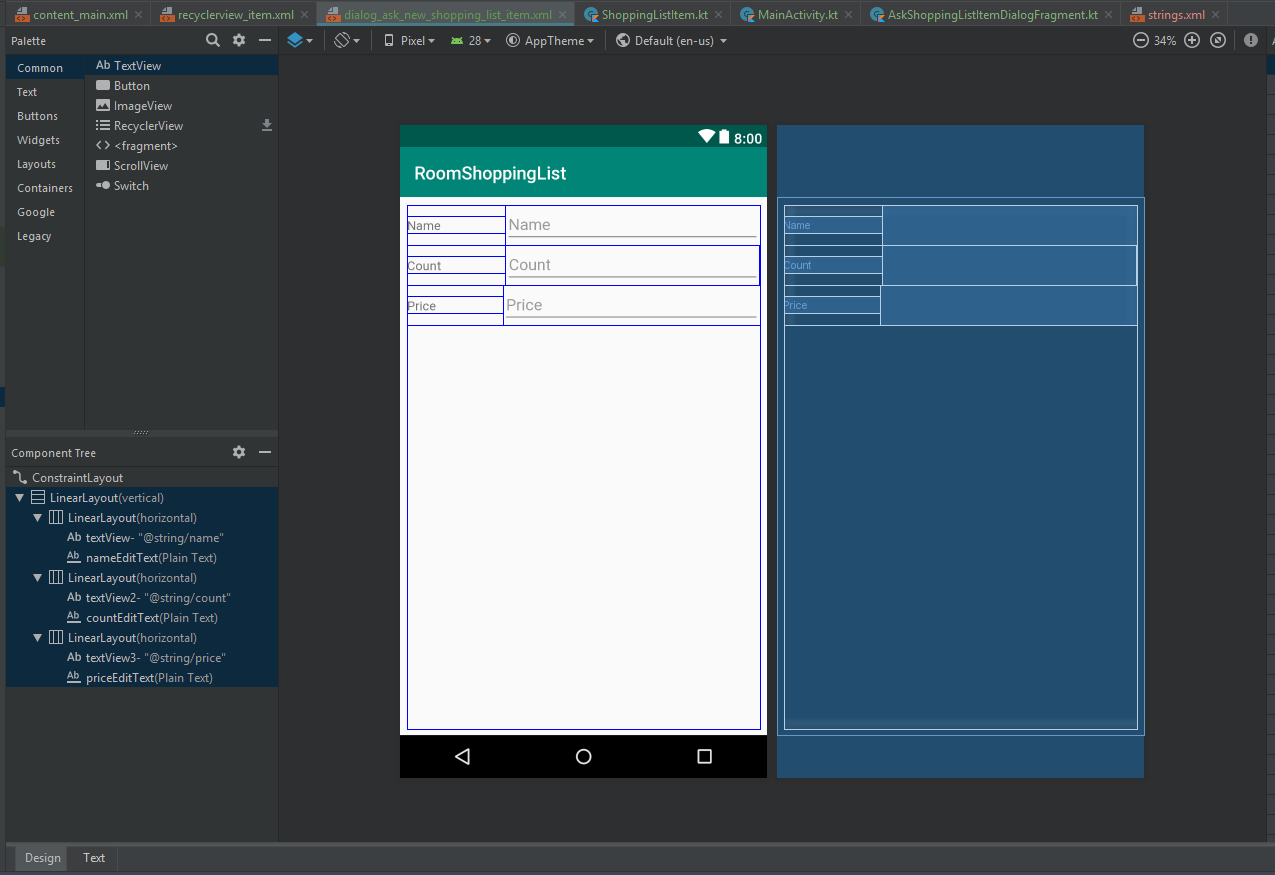 content_main.xml recyclerview_item.xml dialog_ask_new_shopping_list_item.xml ShoppingListItem.kt MainActivity.kt AskShoppingListItemDialogFragment.kt strings.xml
Palette
Pixel 28 AppTheme Default (en-us) 34%
Common
Text
Buttons
Widgets
Layouts
Containers
Google
Legacy
Ab TextView
Button
ImageView
RecyclerView
<fragment>
ScrollView
Switch
8:00
RoomShoppingList
Name Name
Count Count
Price Price
Name
Count
Price
Component Tree
ConstraintLayout
LinearLayout(vertical)
LinearLayout(horizontal)
Ab textView- "@string/name"
Ab nameEditText(Plain Text)
LinearLayout(horizontal)
Ab textView2- "@string/count"
Ab countEditText(Plain Text)
LinearLayout(horizontal)
Ab textView3- "@string/price"
Ab priceEditText(Plain Text)
Design Text